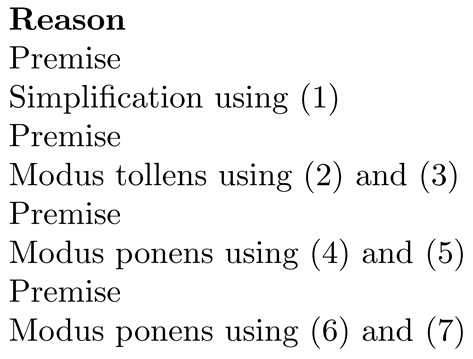 Reason
Premise
Simplification using (1)
Premise
Modus tollens using (2) and (3)
Premise
Modus ponens using (4) and (5)
Premise
Modus ponens using (6) and (7)